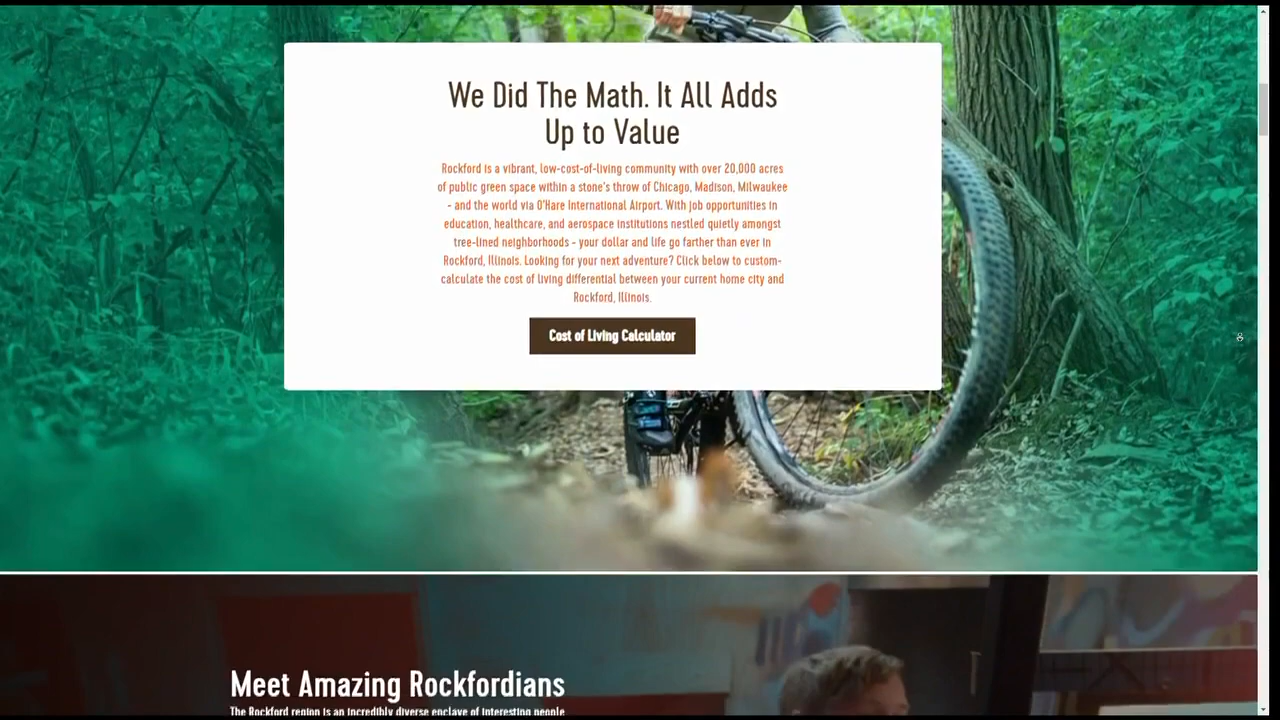 We Did The Math. It All Adds
Up to Value
Rockford is a vibrant, low-cost-of-living community with over 20,000 acres
of public green space within a stone's throw of Chicago, Madison, Milwaukee
- and the world via O'Hare International Airport. With job opportunities in
education, healthcare, and aerospace institutions nestled quietly amongst
tree-lined neighborhoods - your dollar and life go farther than ever in
Rockford, Illinois. Looking for your next adventure? Click below to custom-
calculate the cost of living differential between your current home city and
Rockford, Illinois.
Cost of Living Calculator
Meet Amazing Rockfordians
The Rockford region is an incredibly diverse enclave of interesting people